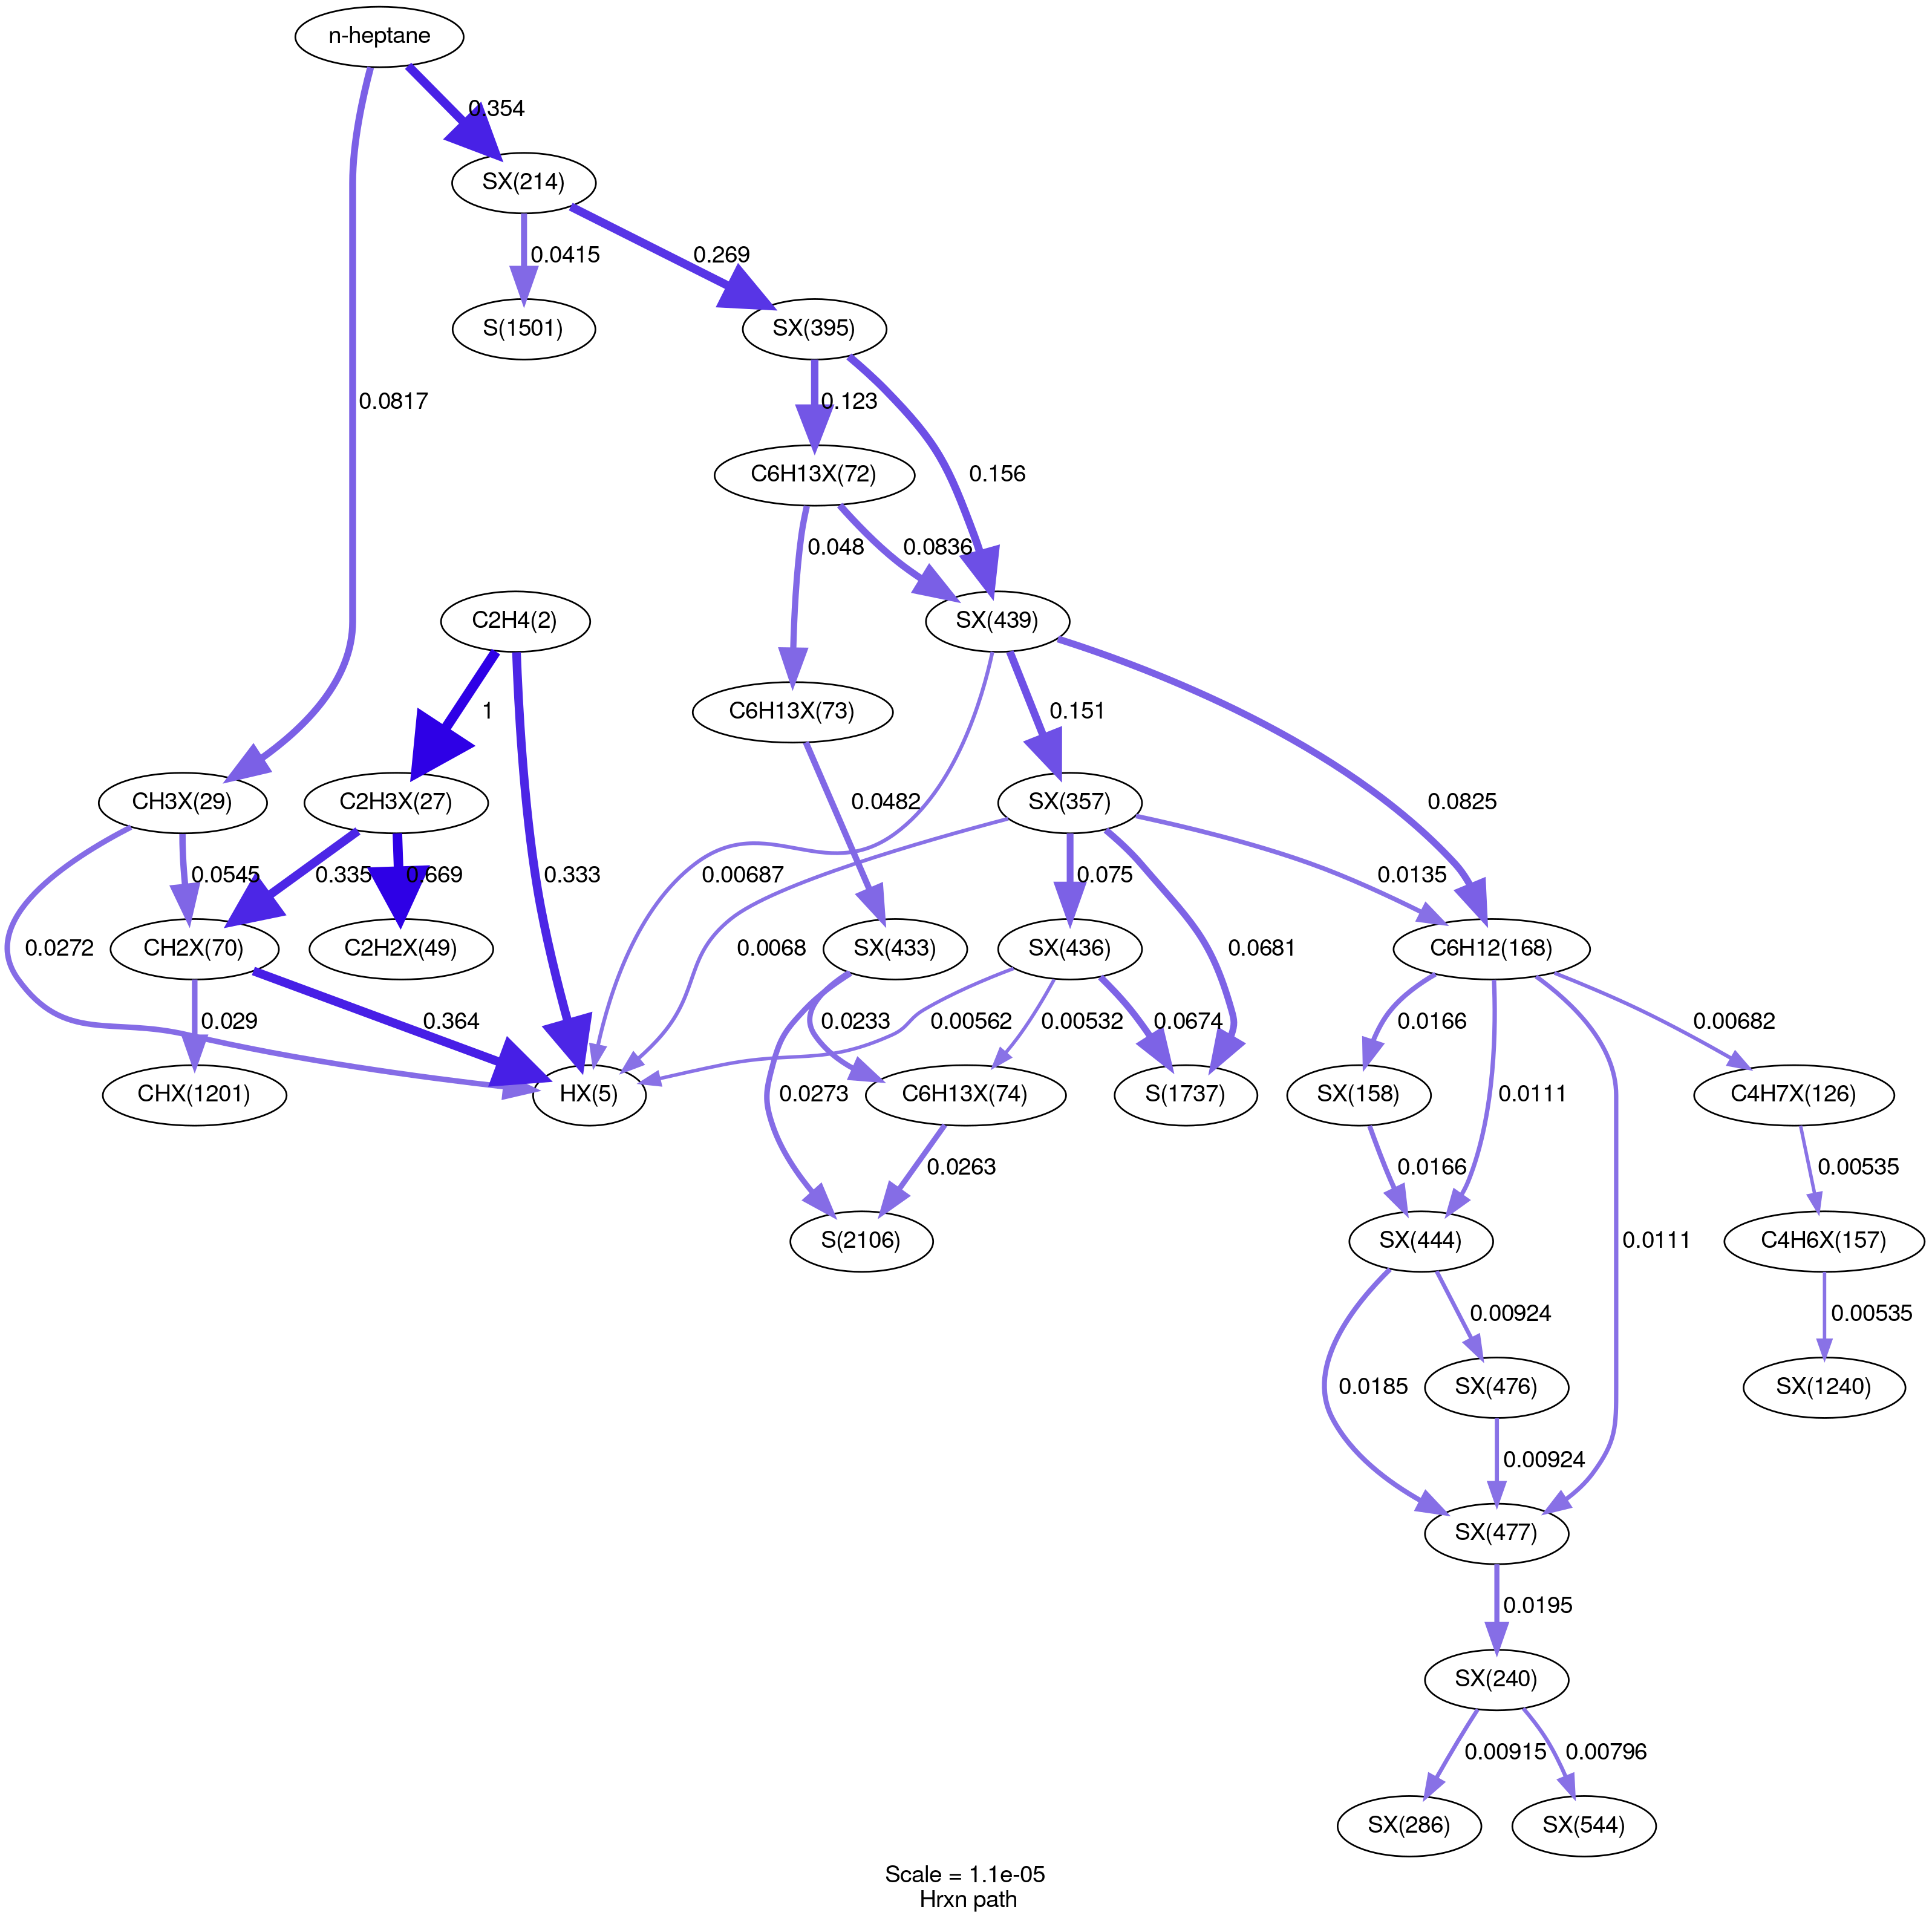 n-heptane
0.354
SX(214)
0.0415
0.269
S(1501)
SX(395)
0.0817
0.123
C6H13X(72)
0.156
0.048
0.0836
C2H4(2)
SX(439)
1
C6H13X(73)
0.151
CH3X(29)
C2H3X(27)
0.0482
SX(357)
0.0825
0.0272
0.0545
0.335
0.669
0.333
0.00687
0.075
0.0135
CH2X(70)
C2H2X(49)
0.0068
SX(433)
SX(436)
0.0681
C6H12(168)
0.029
0.364
0.0233
0.00562
0.00532
0.0674
0.0166
0.00682
CHX(1201)
HX(5)
0.0273
C6H13X(74)
S(1737)
SX(158)
0.0111
C4H7X(126)
0.0263
0.0166
0.00535
S(2106)
SX(444)
0.0111
C4H6X(157)
0.00924
0.00535
0.0185
SX(476)
SX(1240)
0.00924
SX(477)
0.0195
SX(240)
0.00915
0.00796
SX(286)
SX(544)
Scale = 1.1e-05
Hrxn path